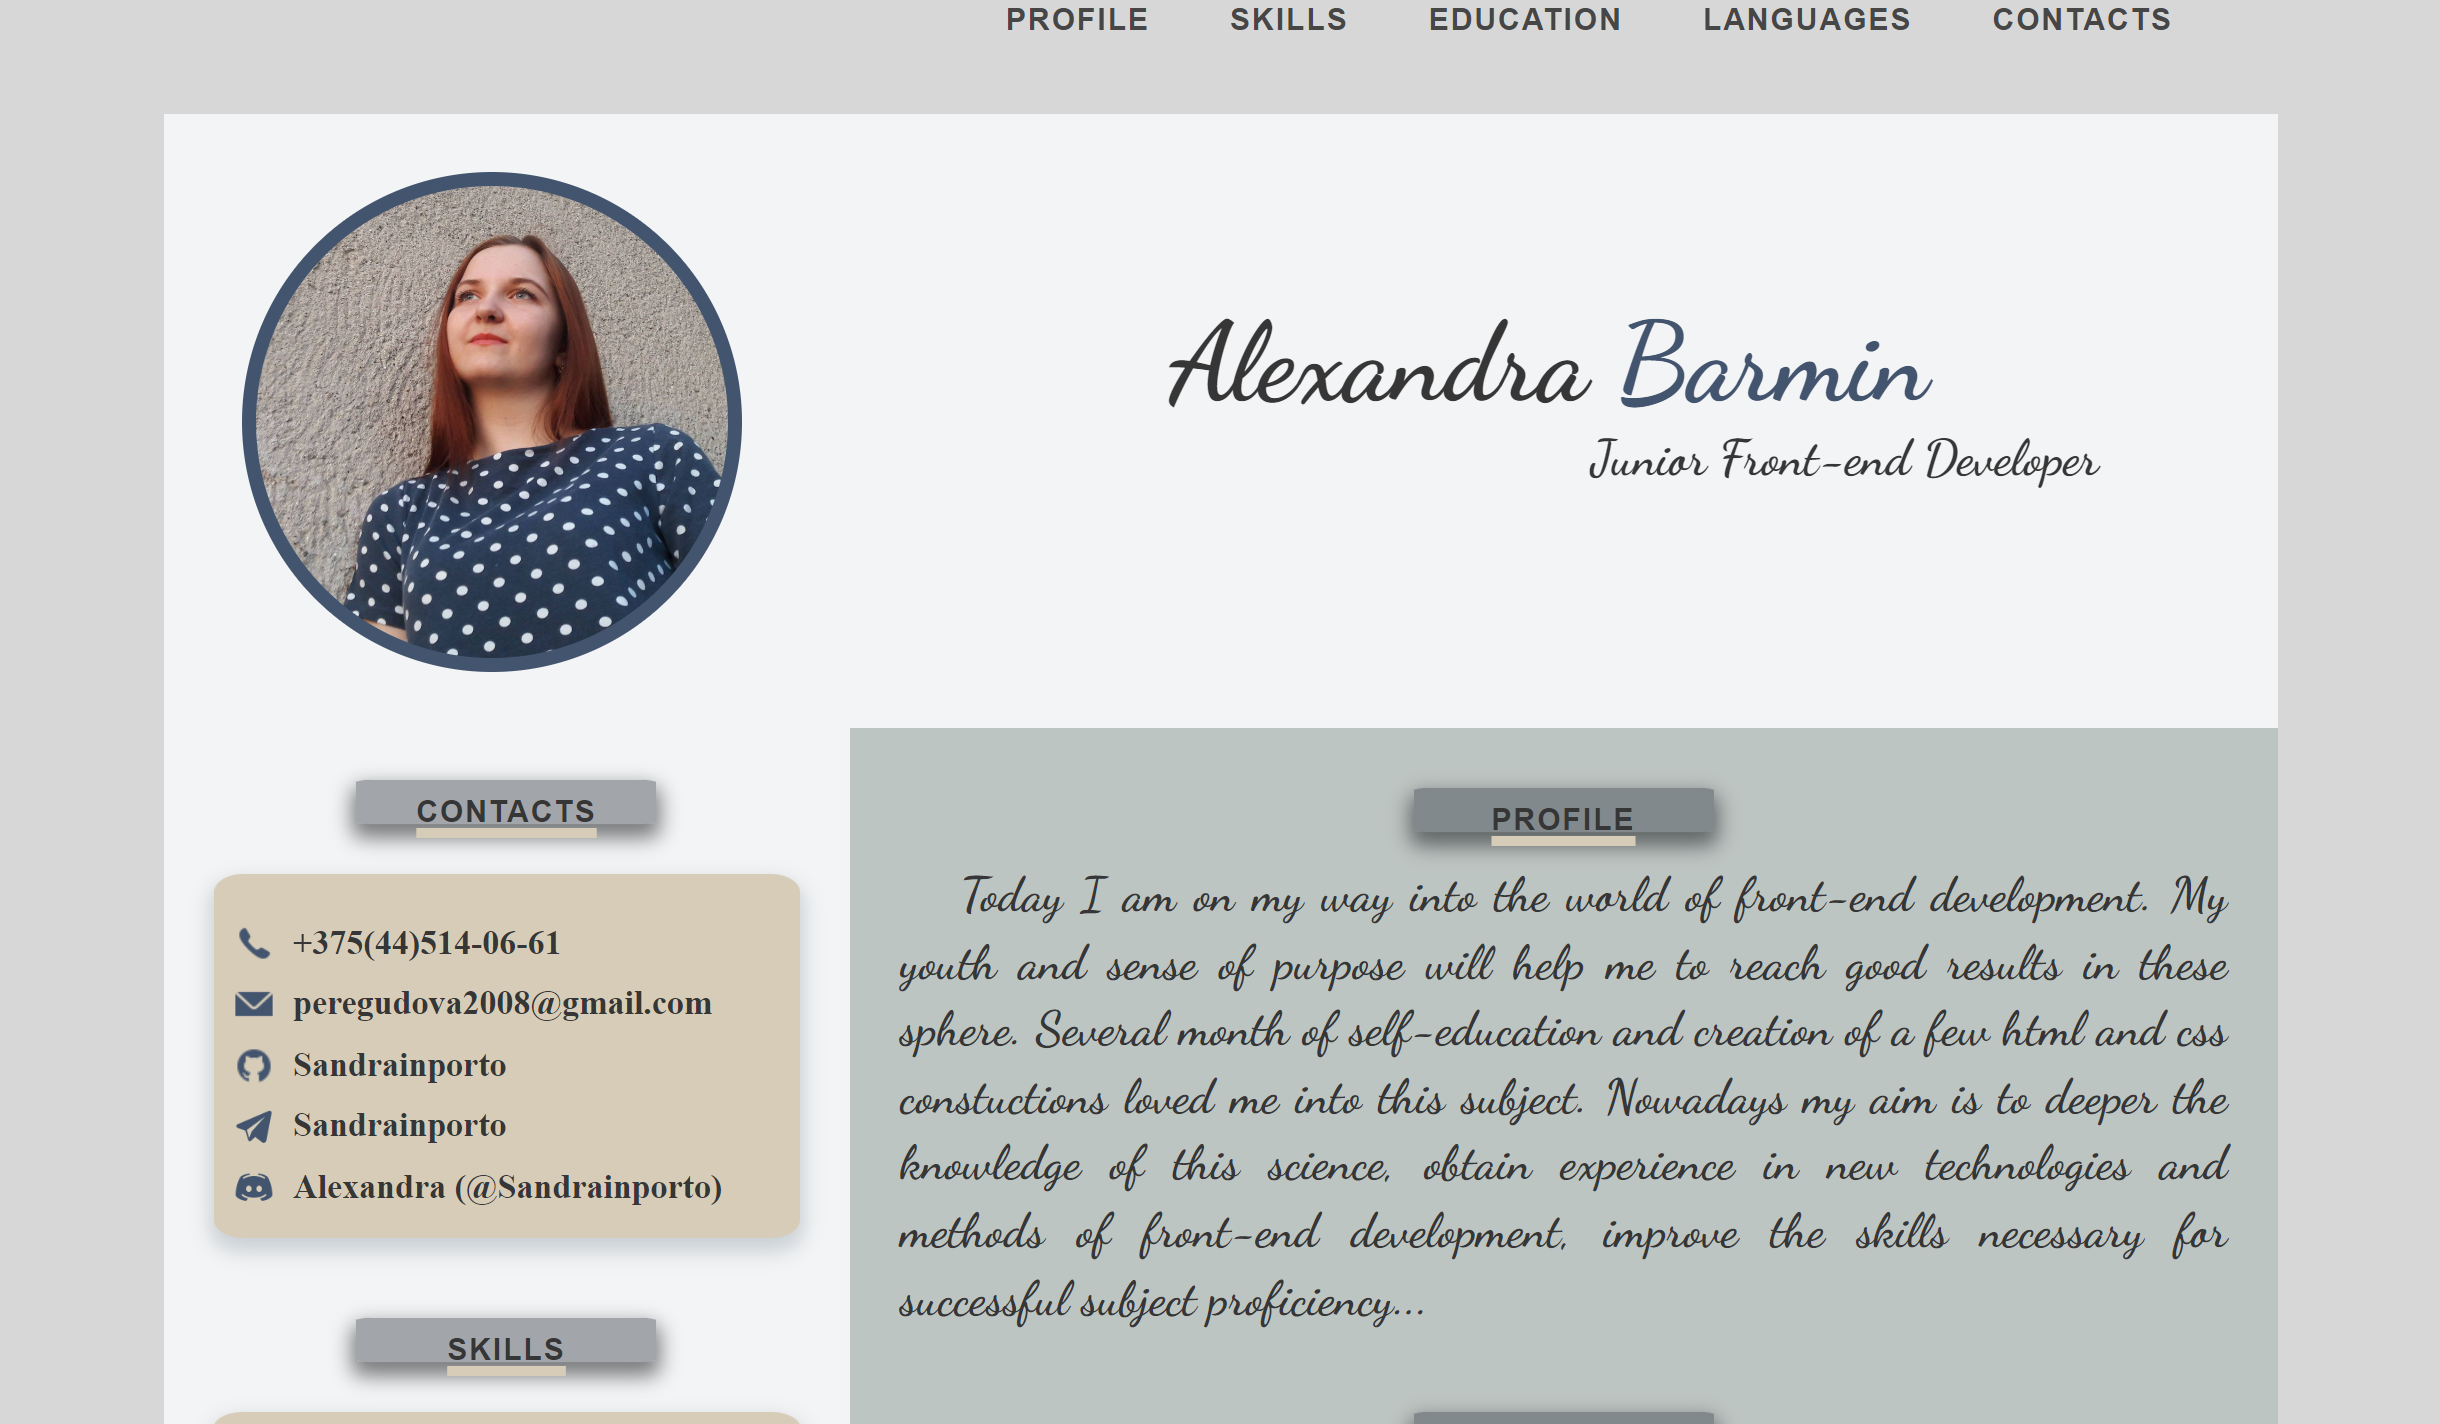 PROFILE SKILLS EDUCATION LANGUAGES CONTACTS
Alexandra Barmin
Junior Front-end Developer
CONTACTS
+375(44)514-06-61
peregudova2008@gmail.com
Sandrainporto
Sandrainporto
Alexandra (@Sandrainporto)
SKILLS
PROFILE
Today I am on my way into the world of front-end development. My
youth and sense of purpose will help me to reach good results in these
sphere. Several month of self-education and creation of a few html and css
constuctions loved me into this subject. Nowadays my aim is to deeper the
knowledge of this science, obtain experience in new technologies and
methods of front-end development, improve the skills necessary for
successful subject proficiency...